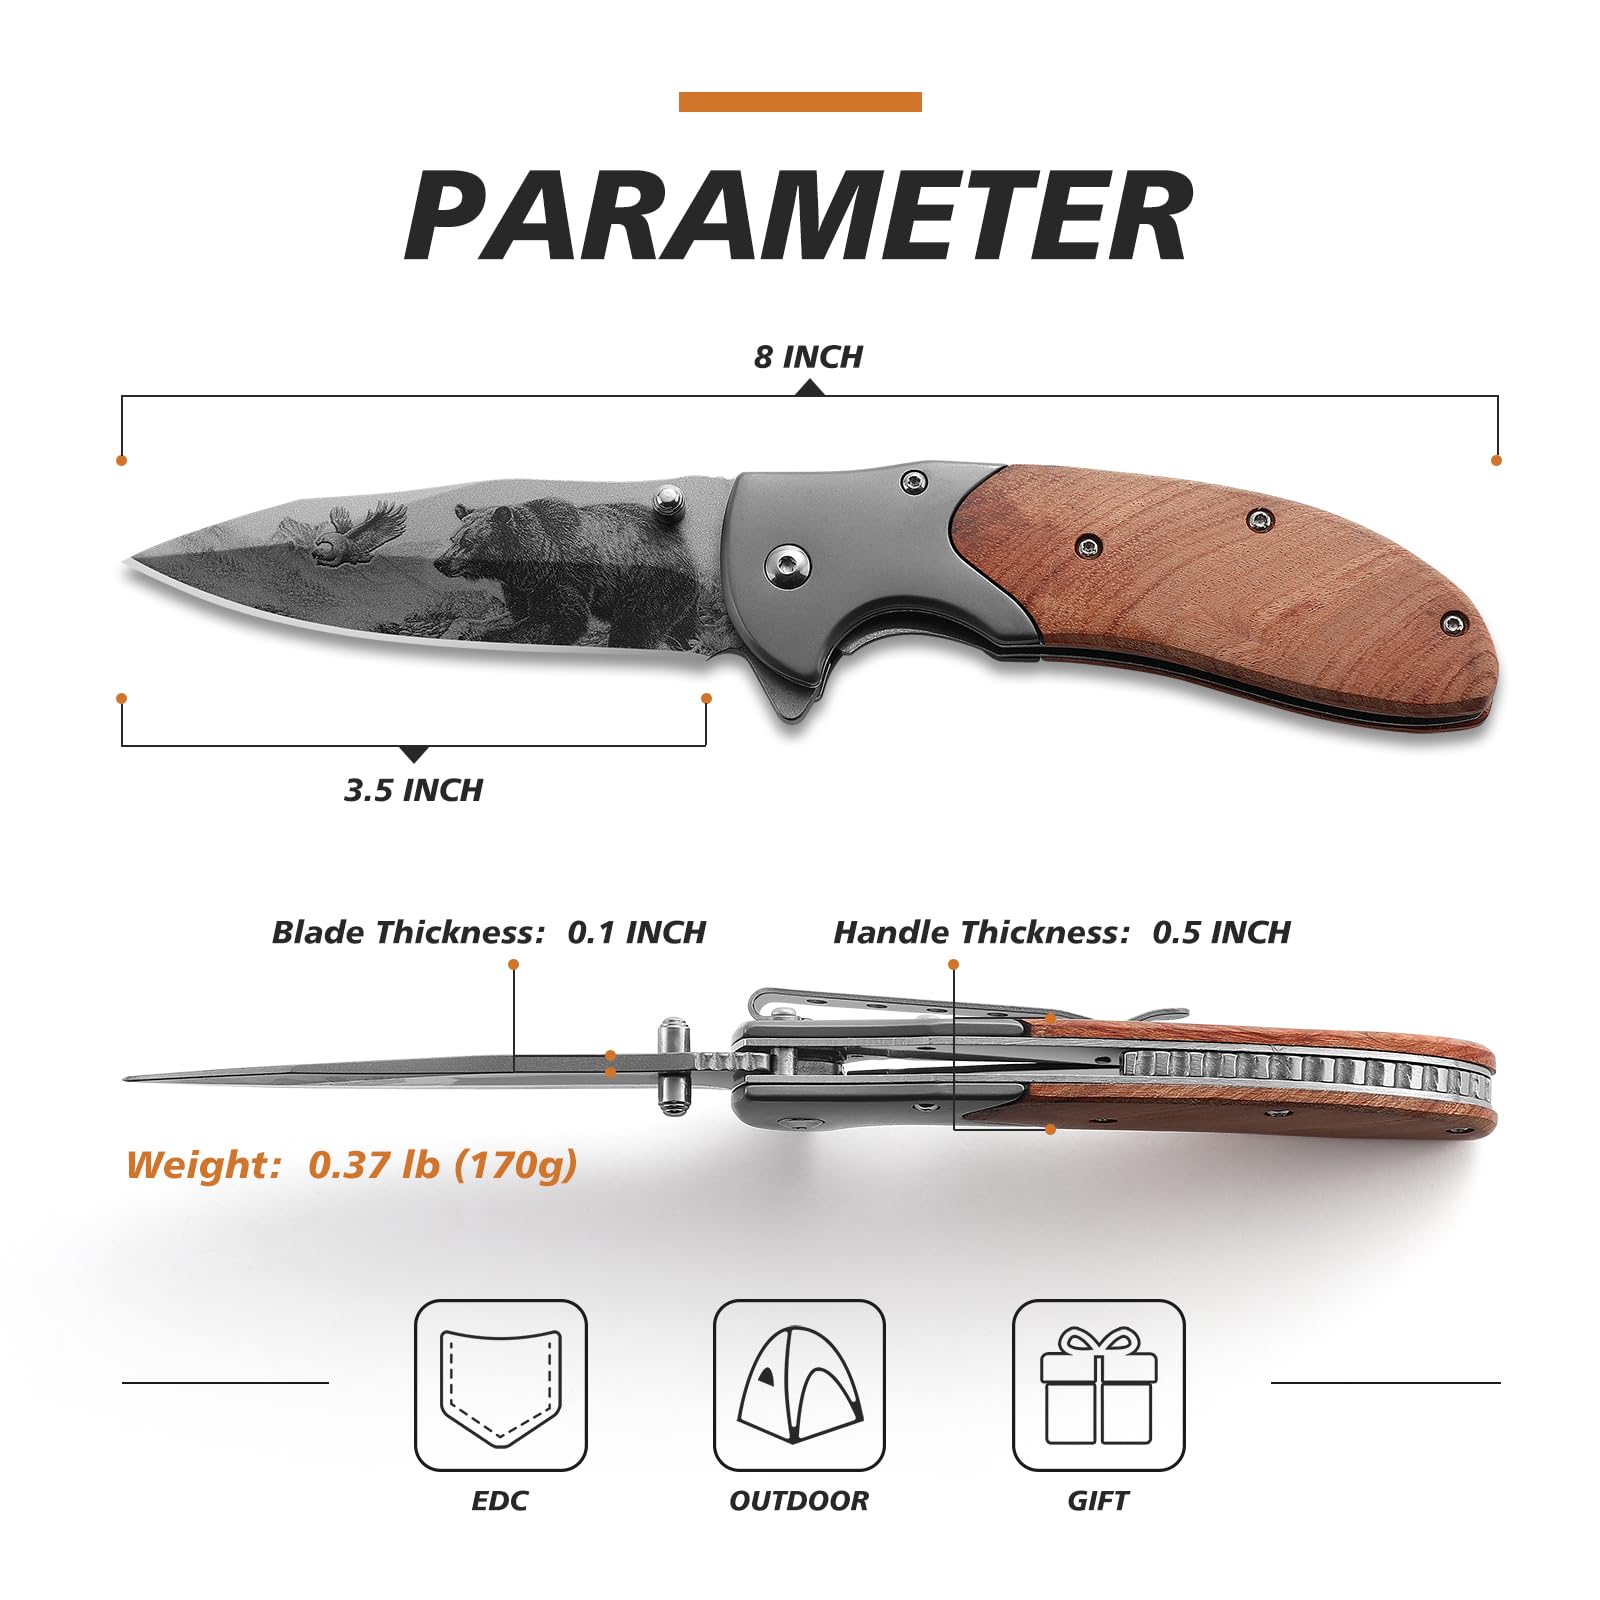 PARAMETER
8 INCH
3.5 INCH
Blade Thickness: 0.1 INCH
Handle Thickness: 0.5 INCH
Weight: 0.37 lb (170g)
EDC
OUTDOOR
GIFT